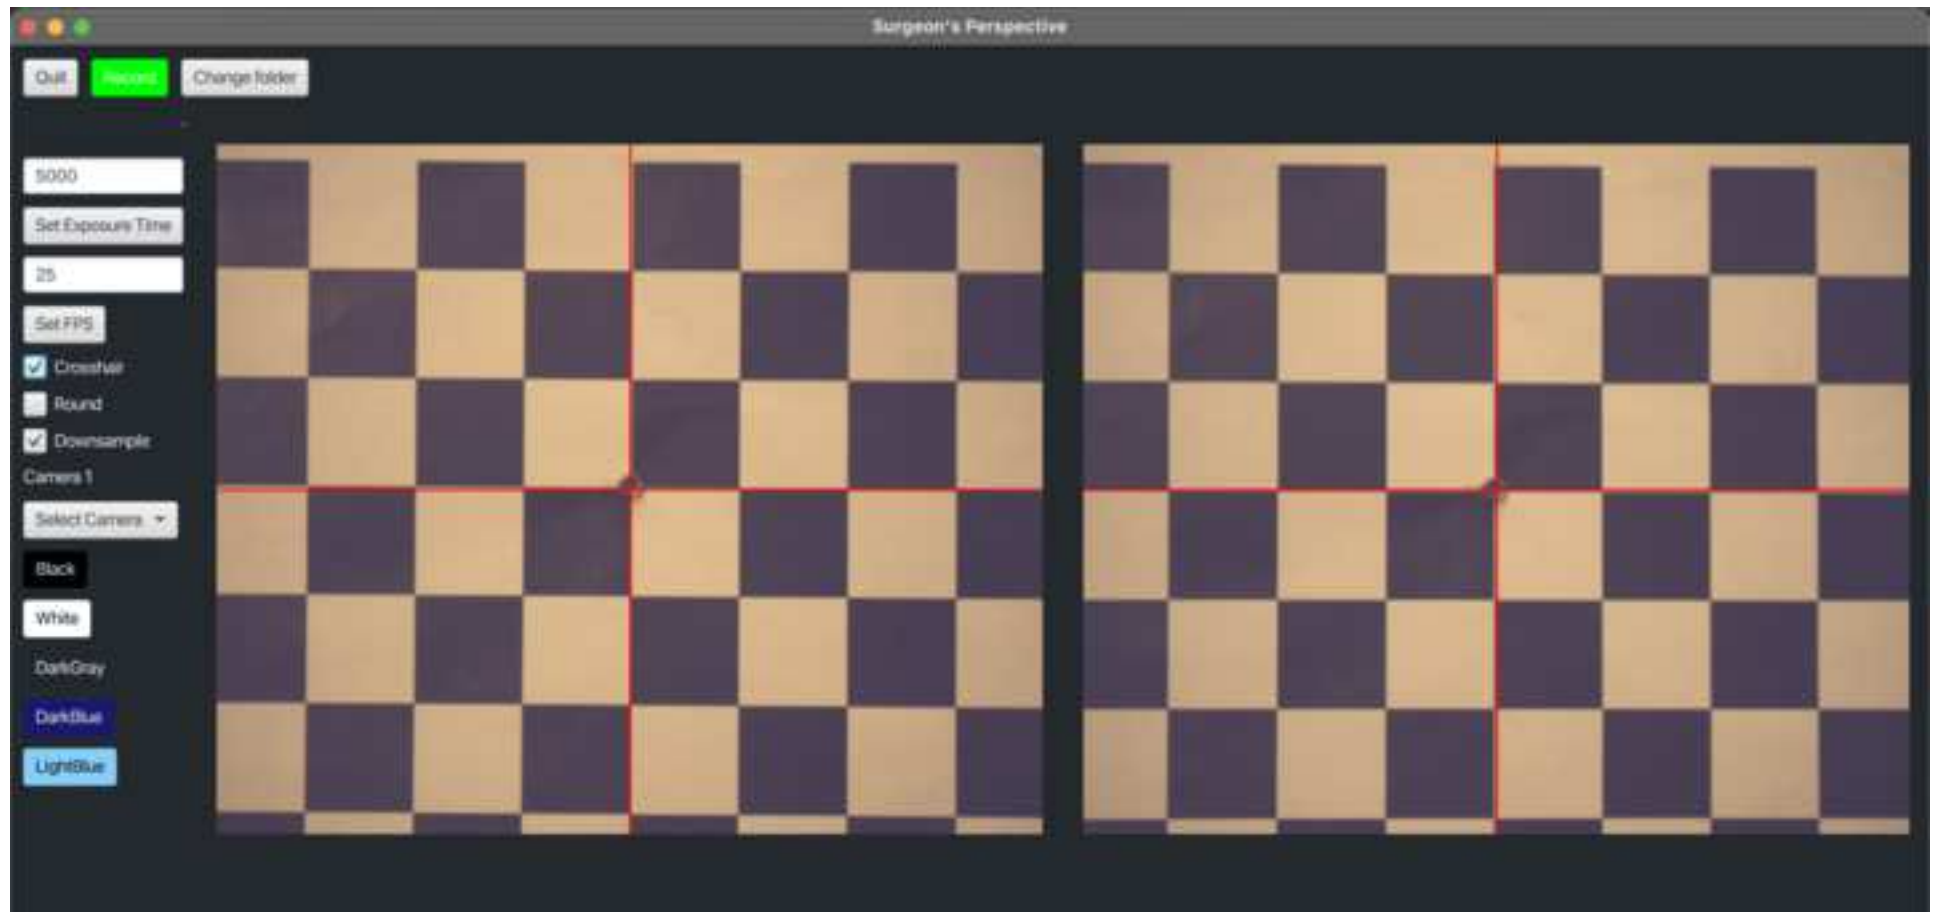 Surgeon's Perspective
Quit Record Change folder
5000
Set Exposure Time
25
Set FPS
Crosshair
Round
Downsample
Camera 1
Select Camera
Black
White
DarkGray
DarkBlue
LightBlue